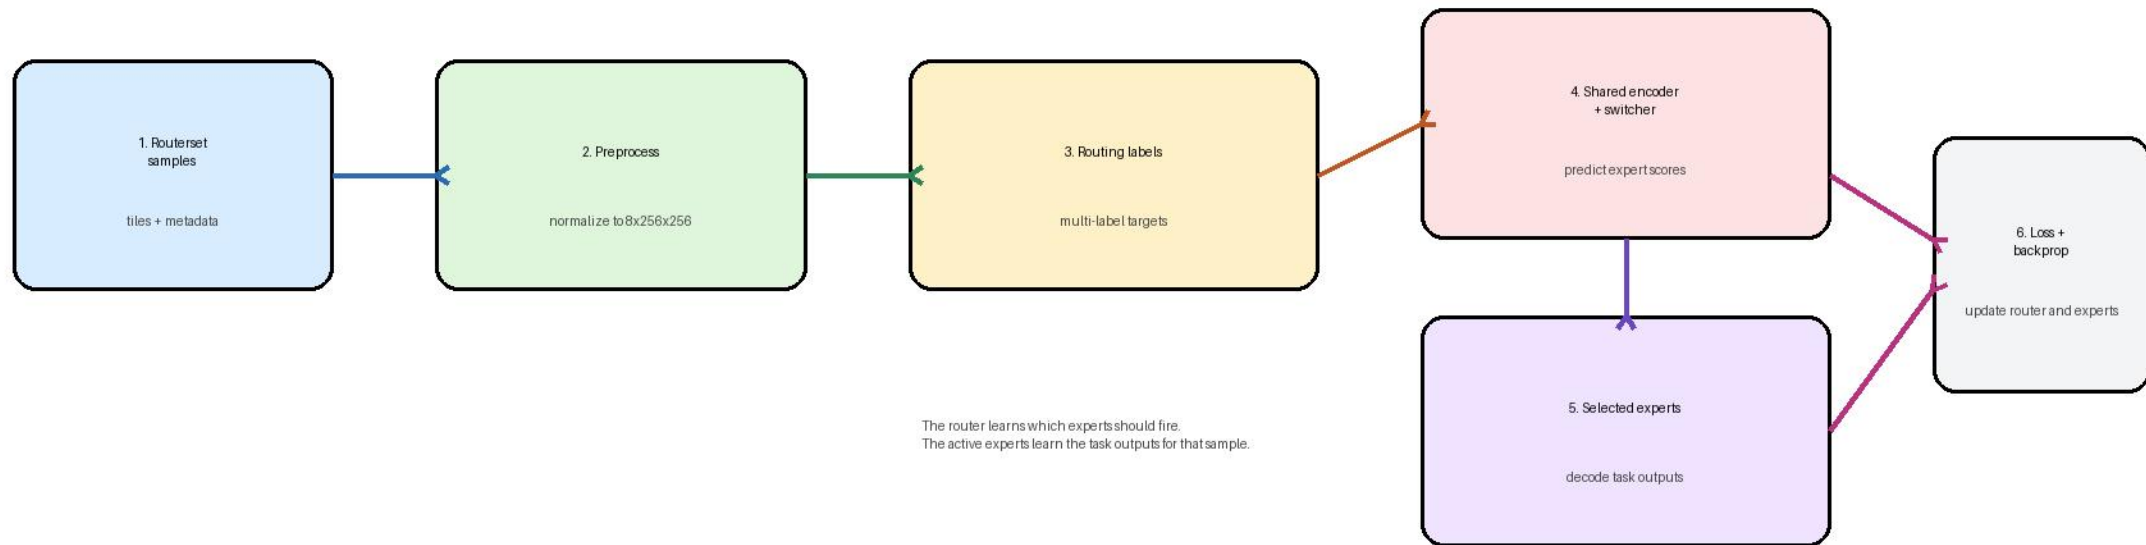 1. Routerset
samples
tiles + metadata
2. Preprocess
normalize to 8x256x256
3. Routing labels
multi-label targets
4. Shared encoder
+ switcher
predict expert scores
5. Selected experts
decode task outputs
6. Loss +
backprop
update router and experts
The router learns which experts should fire.
The active experts learn the task outputs for that sample.